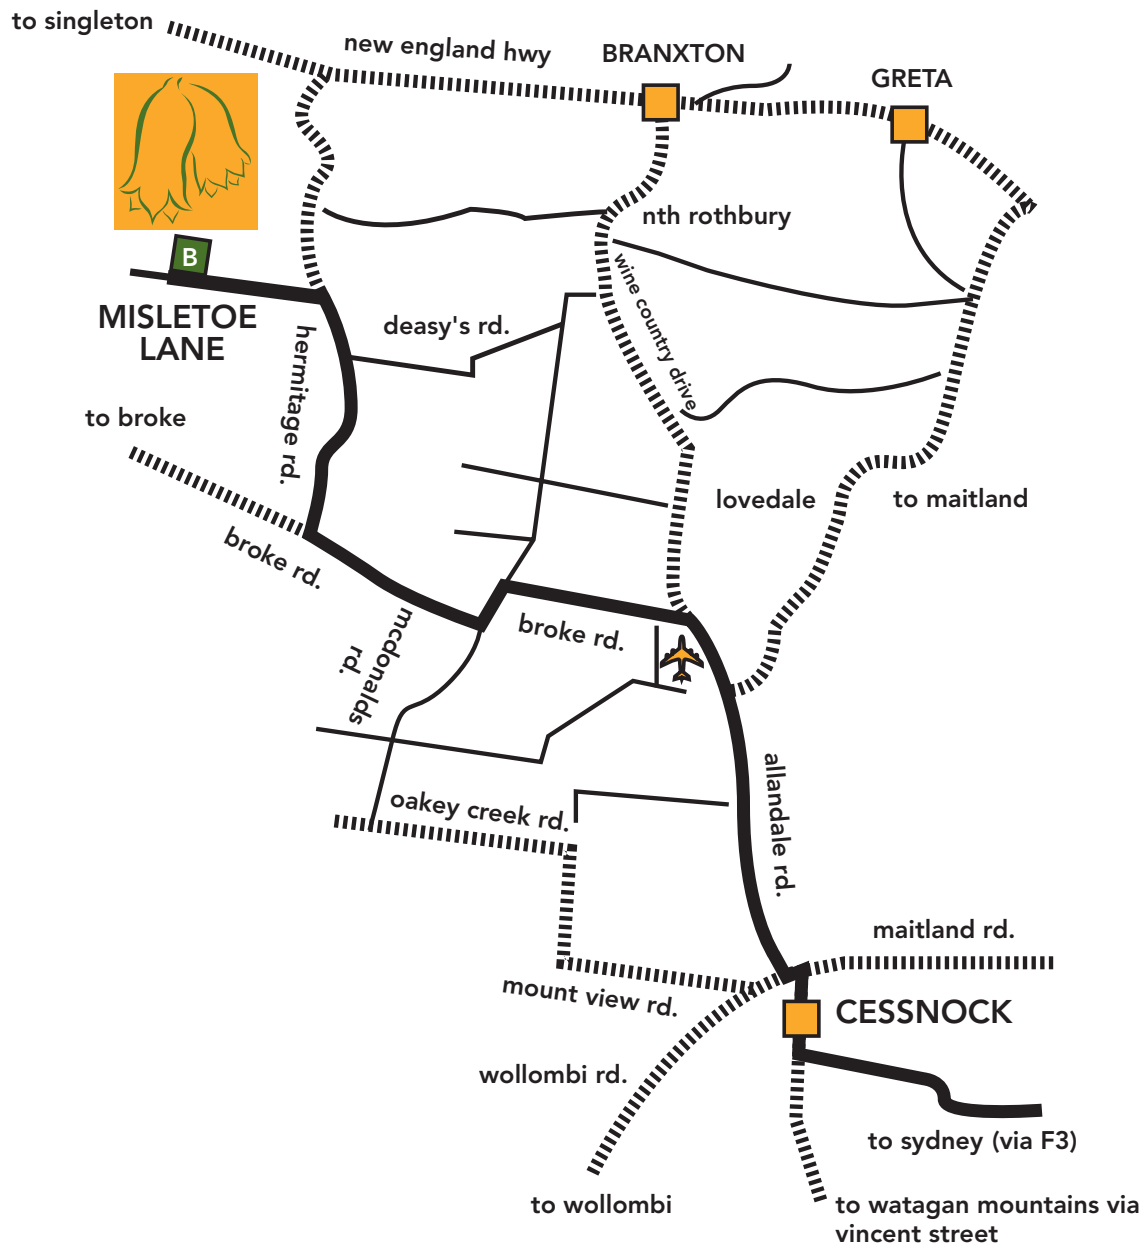 to singleton
new england hwy
BRANXTON
GRETA
nth rothbury
B
MISLETOE
LANE
wine country drive
deasy's rd.
hermitage rd.
to broke
lovedale
to maitland
broke rd.
broke rd.
mcdonalds
rd.
allandale rd.
oakey creek rd.
maitland rd.
mount view rd.
CESSNOCK
wollombi rd.
to sydney (via F3)
to wollombi
to watagan mountains via
vincent street